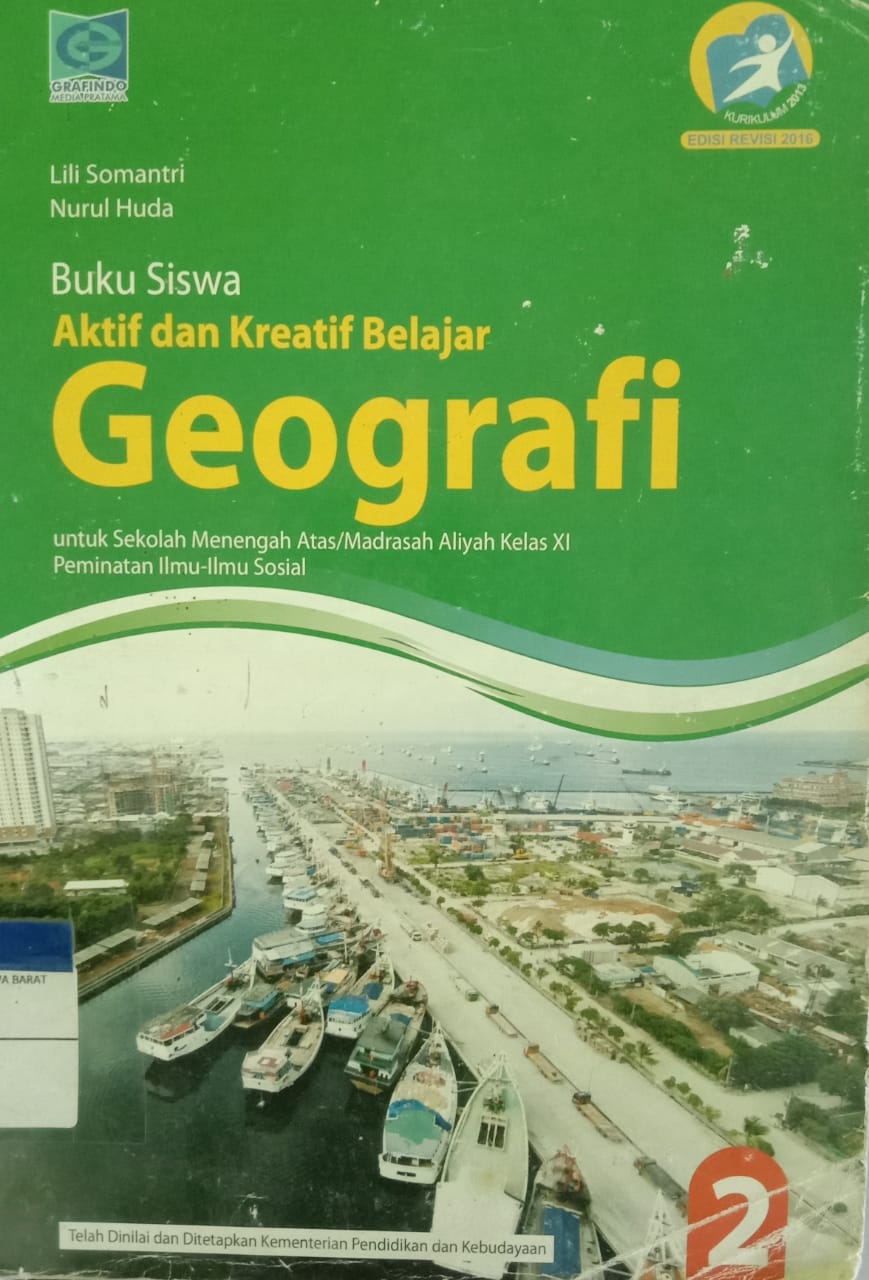 GRAFINDO
MEDIA PRATAMA
KURIKULUM 2013
EDISI REVISI 2016
Lili Somantri
Nurul Huda
Buku Siswa
Aktif dan Kreatif Belajar
Geografi
untuk Sekolah Menengah Atas/Madrasah Aliyah Kelas XI
Peminatan Ilmu-Ilmu Sosial
BARAT
Telah Dinilai dan Ditetapkan Kementerian Pendidikan dan Kebudayaan
2